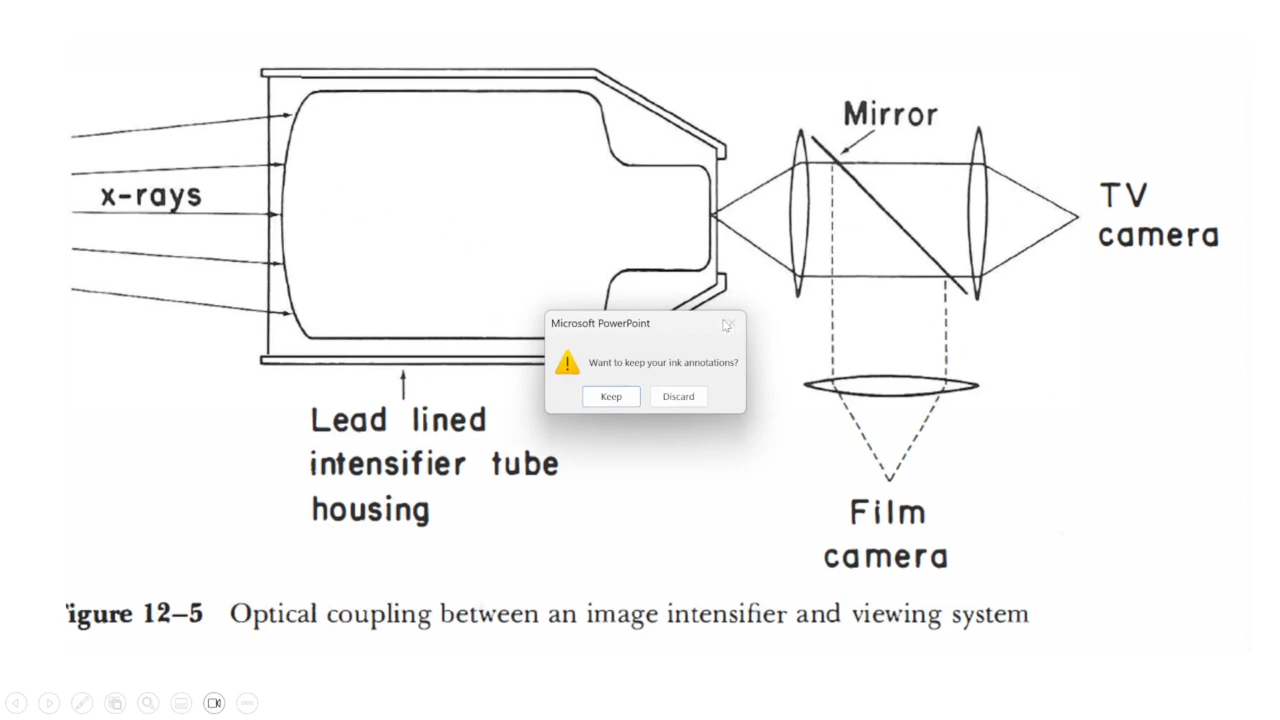 Mirror
x-rays
TV
camera
Microsoft PowerPoint
Want to keep your ink annotations?
Keep
Discard
Lead lined
intensifier tube
housing
Film
camera
igure 12–5 Optical coupling between an image intensifier and viewing system